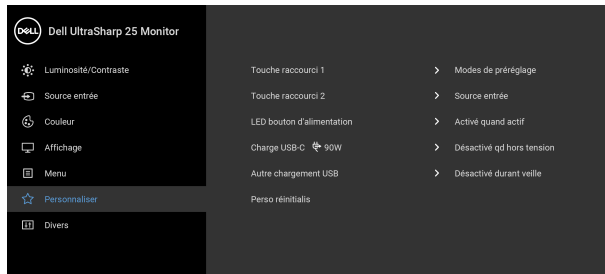 DELL Dell UltraSharp 25 Monitor
Luminosité/Contraste
Source entrée
Couleur
Affichage
Menu
Personnaliser
Divers
Touche raccourci 1 > Modes de préréglage
Touche raccourci 2 > Source entrée
LED bouton d'alimentation > Activé quand actif
Charge USB-C 90W > Désactivé qd hors tension
Autre chargement USB > Désactivé durant veille
Perso réinitialis